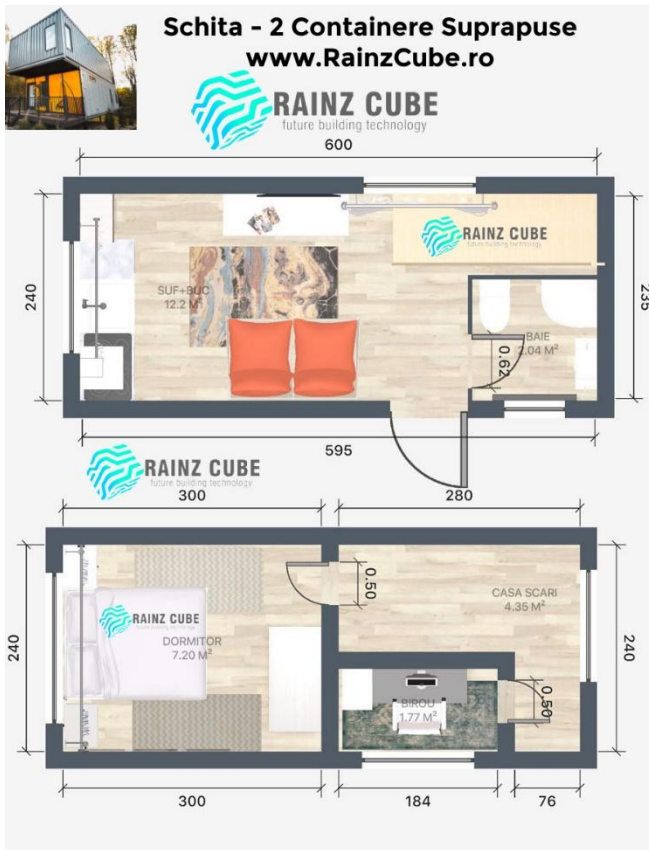 Schita - 2 Containere Suprapuse
www.RainzCube.ro
RAINZ CUBE
future building technology
600
RAINZ CUBE
future building technology
240
SUF+BUC
12.2 M²
235
BAIE
2.04 M²
0.62
595
RAINZ CUBE
future building technology
300
280
0.50
CASA SCARI
4.35 M²
RAINZ CUBE
future building technology
240
DORMITOR
7.20 M²
240
BIROU
1.77 M²
0.50
300
184
76